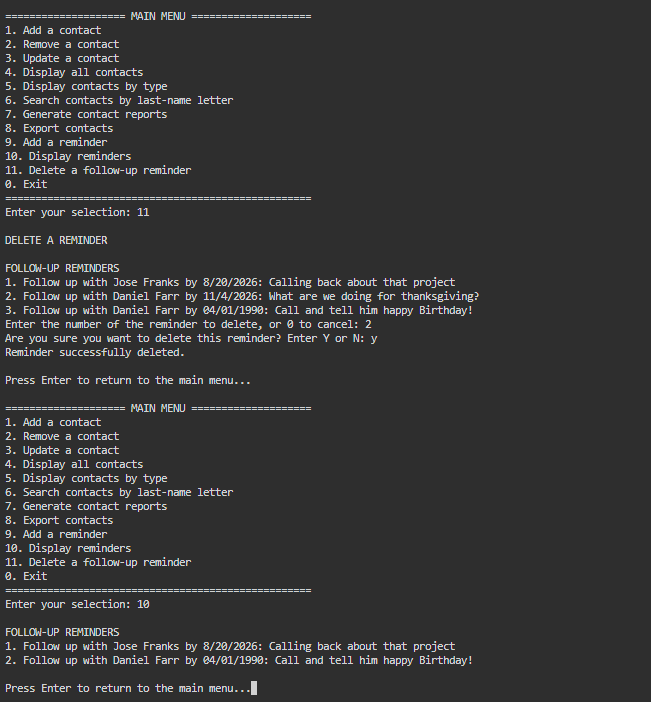 ==================== MAIN MENU ====================
1. Add a contact
2. Remove a contact
3. Update a contact
4. Display all contacts
5. Display contacts by type
6. Search contacts by last-name letter
7. Generate contact reports
8. Export contacts
9. Add a reminder
10. Display reminders
11. Delete a follow-up reminder
0. Exit
===================================================
Enter your selection: 11
DELETE A REMINDER
FOLLOW-UP REMINDERS
1. Follow up with Jose Franks by 8/20/2026: Calling back about that project
2. Follow up with Daniel Farr by 11/4/2026: What are we doing for thanksgiving?
3. Follow up with Daniel Farr by 04/01/1990: Call and tell him happy Birthday!
Enter the number of the reminder to delete, or 0 to cancel: 2
Are you sure you want to delete this reminder? Enter Y or N: y
Reminder successfully deleted.
Press Enter to return to the main menu...
==================== MAIN MENU ====================
1. Add a contact
2. Remove a contact
3. Update a contact
4. Display all contacts
5. Display contacts by type
6. Search contacts by last-name letter
7. Generate contact reports
8. Export contacts
9. Add a reminder
10. Display reminders
11. Delete a follow-up reminder
0. Exit
===================================================
Enter your selection: 10
FOLLOW-UP REMINDERS
1. Follow up with Jose Franks by 8/20/2026: Calling back about that project
2. Follow up with Daniel Farr by 04/01/1990: Call and tell him happy Birthday!
Press Enter to return to the main menu...